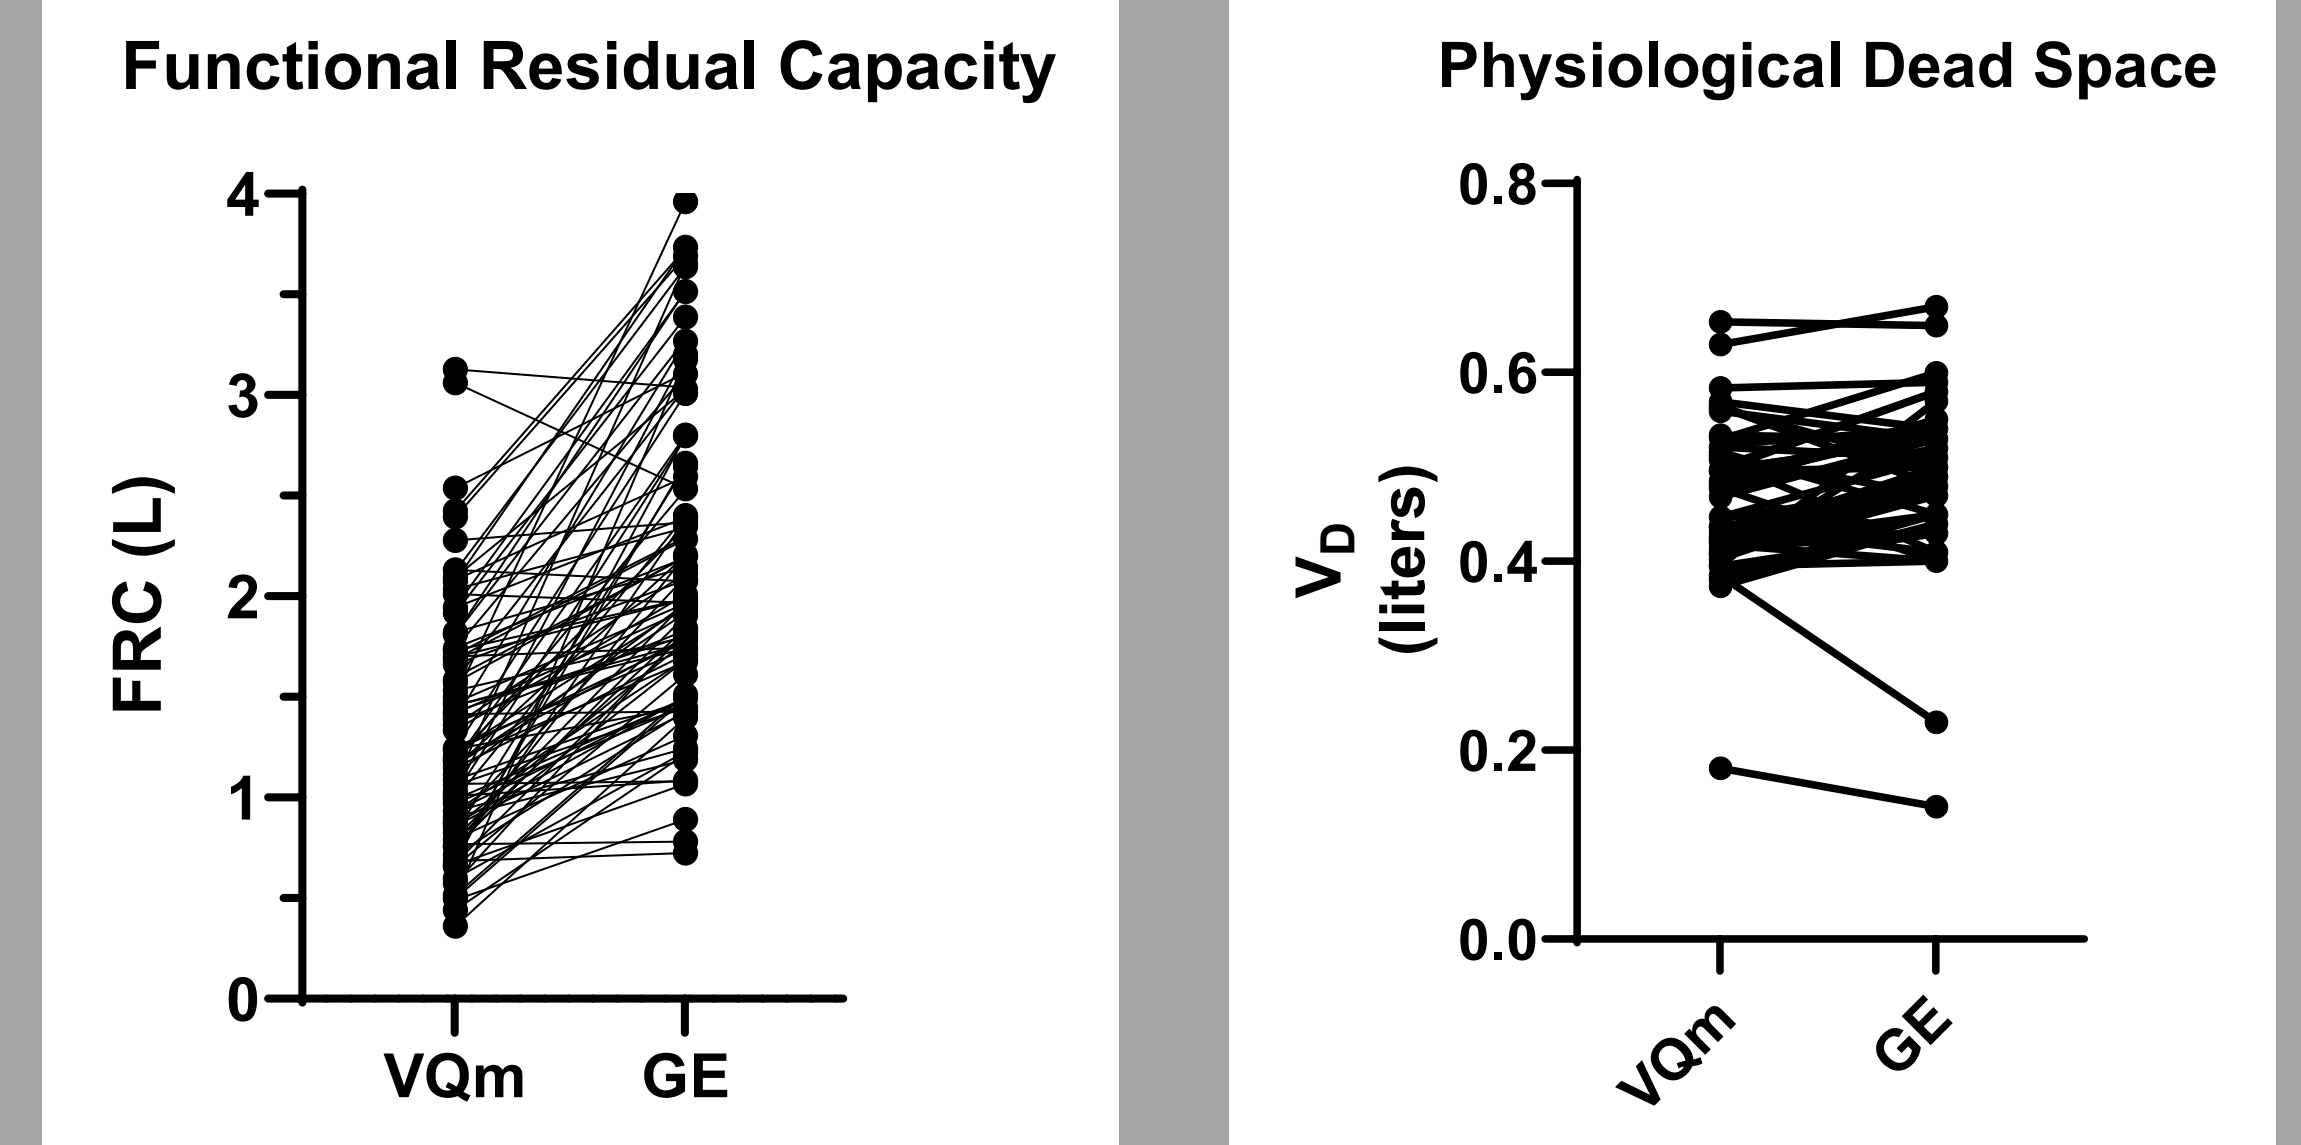 Functional Residual Capacity
FRC (L)
4
3
2
1
0
VQm
GE
Physiological Dead Space
VD
(liters)
0.8
0.6
0.4
0.2
0.0
VQm
GE